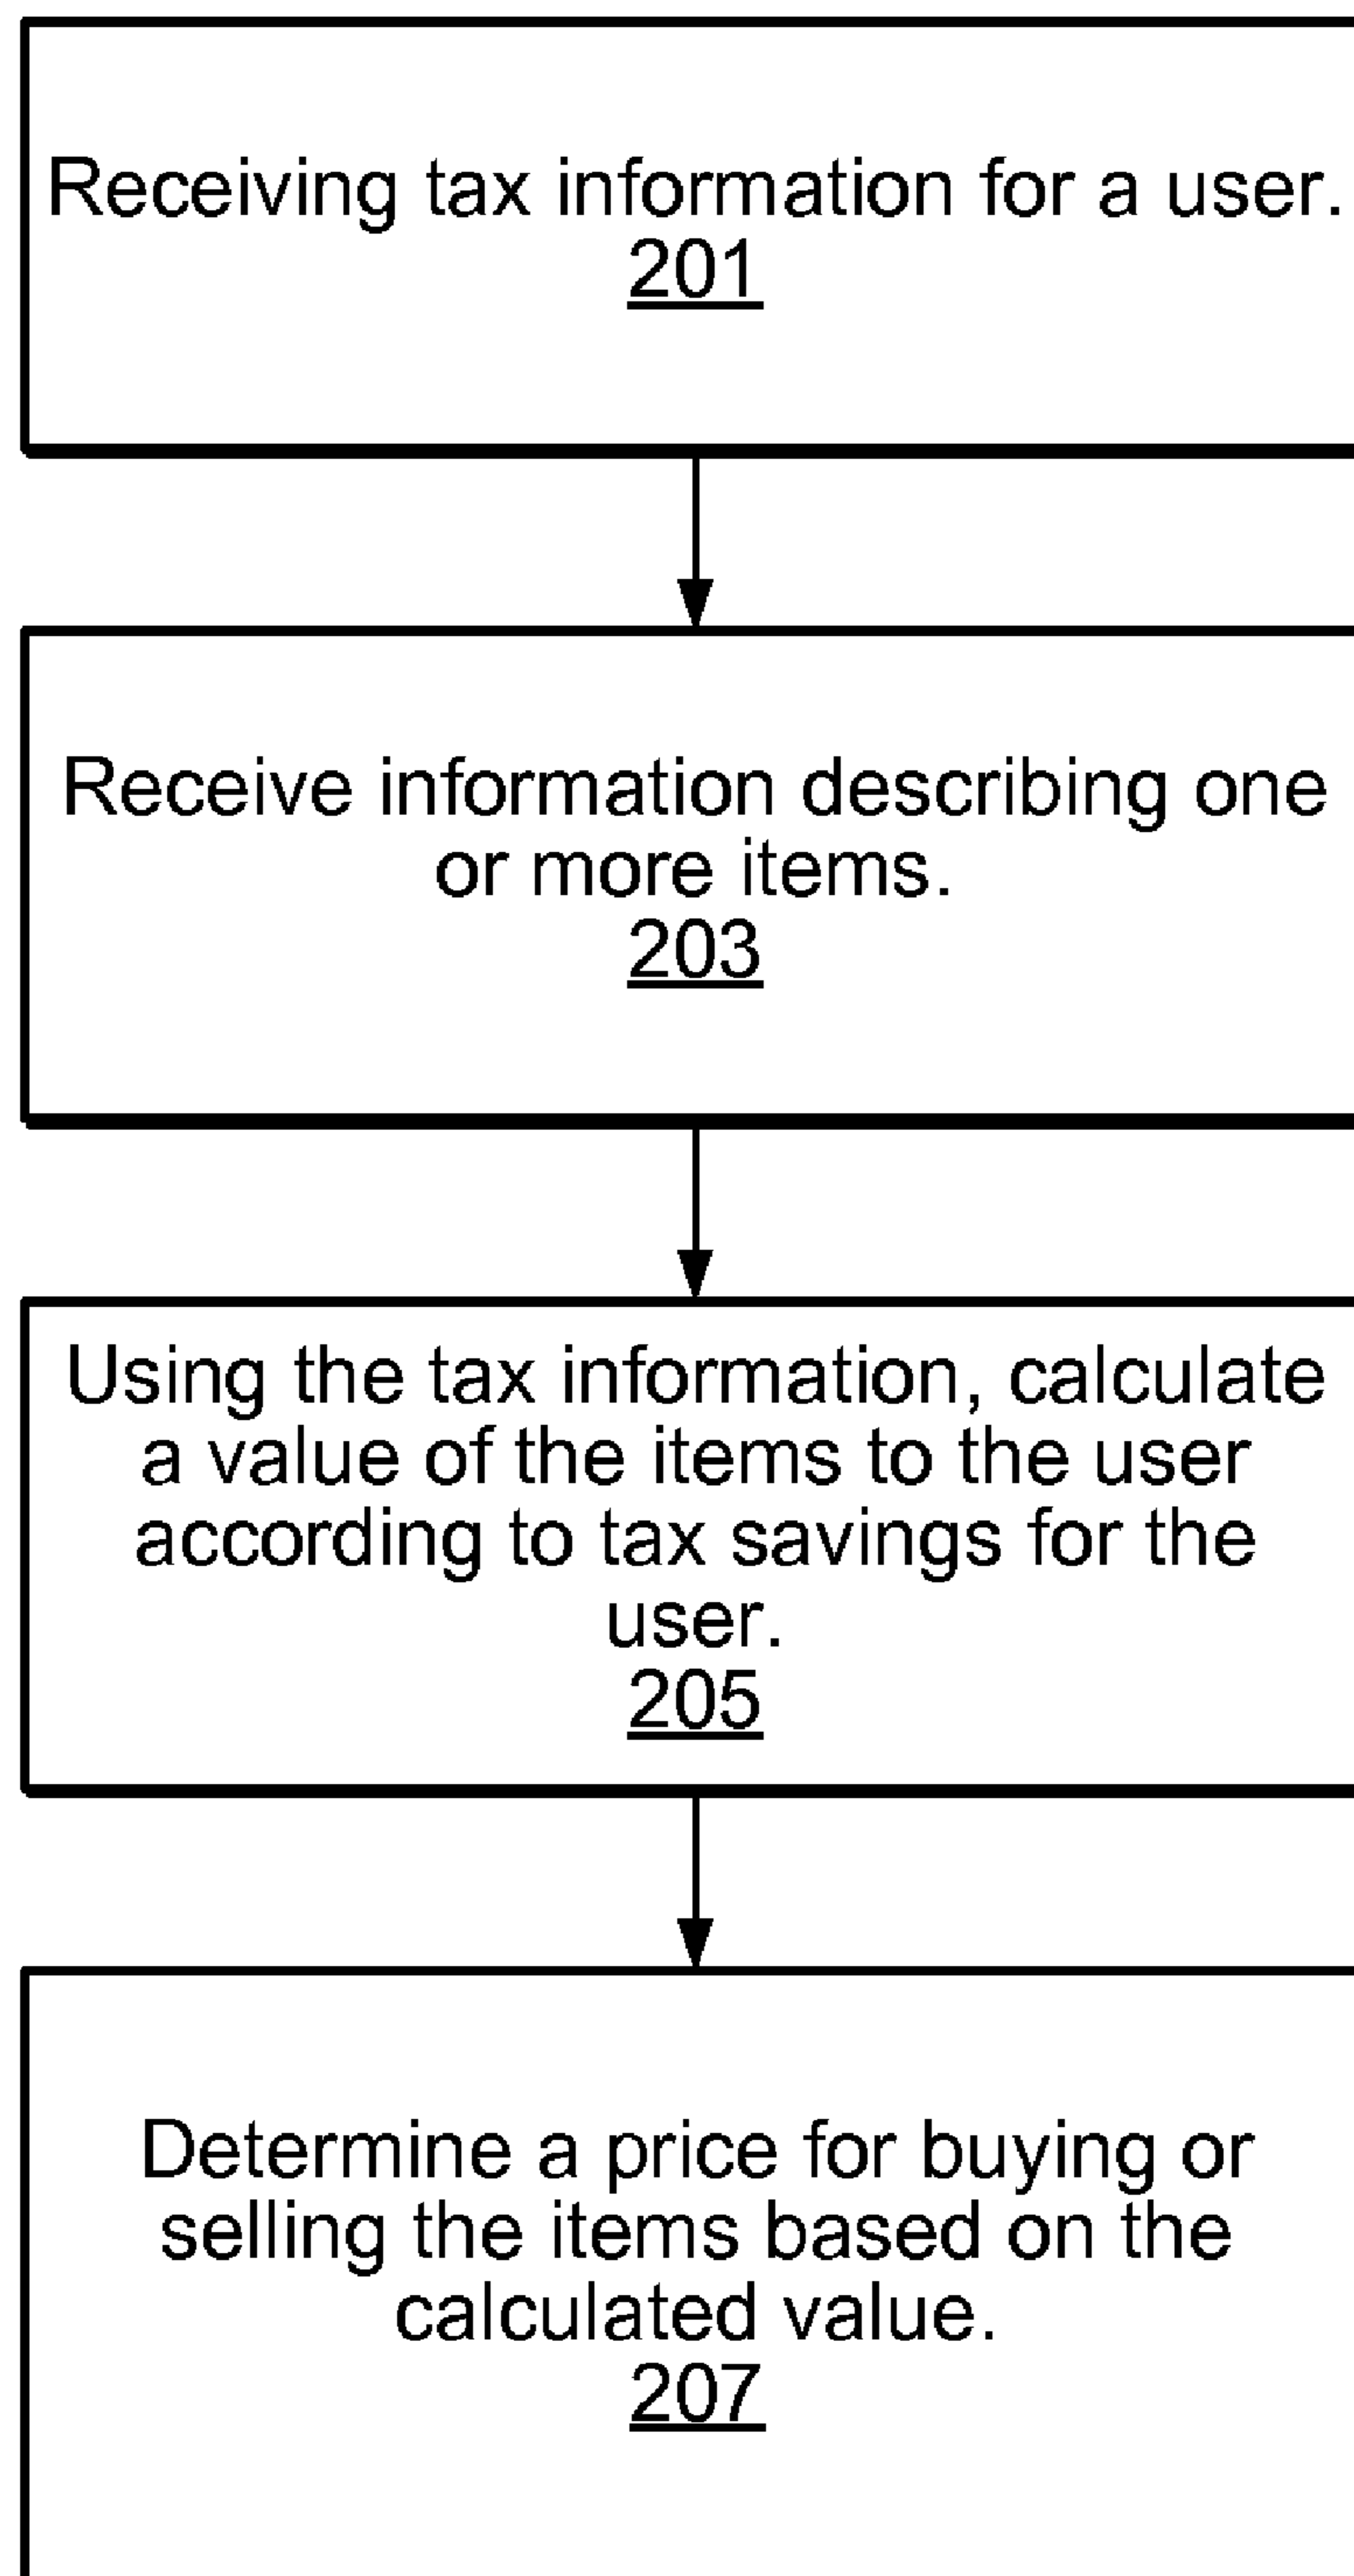 Receiving tax information for a user.
201
Receive information describing one
or more items.
203
Using the tax information, calculate
a value of the items to the user
according to tax savings for the
user.
205
Determine a price for buying or
selling the items based on the
calculated value.
207